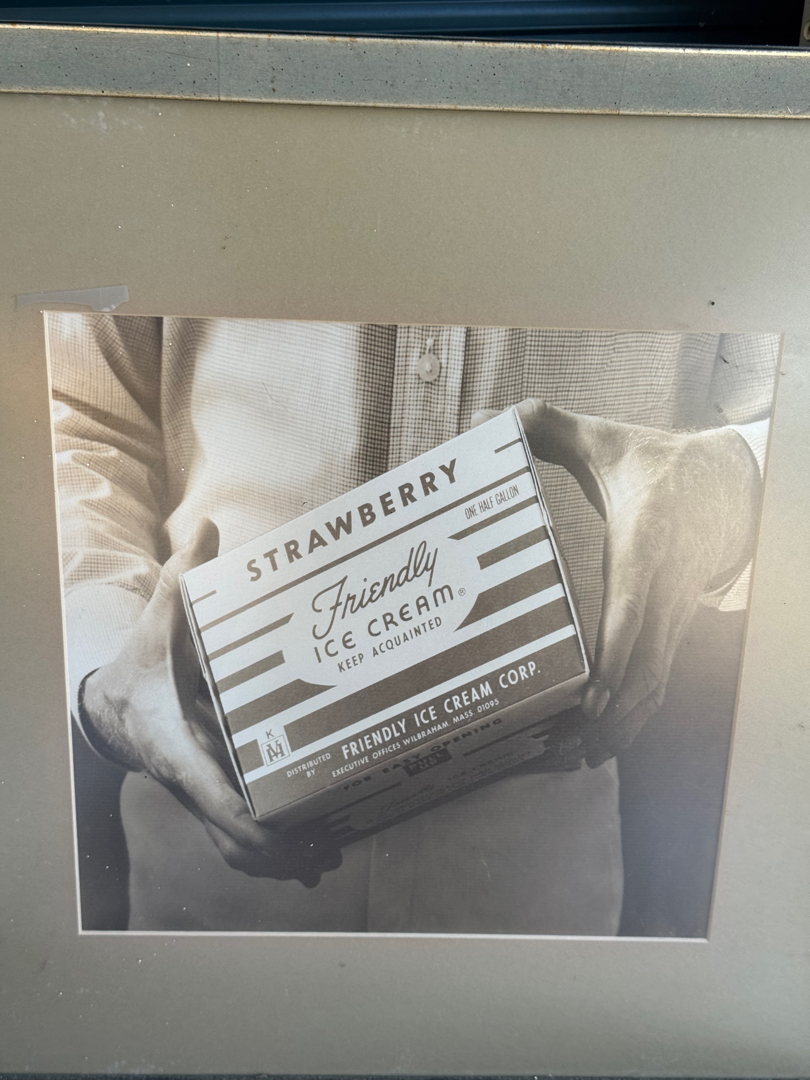 STRAWBERRY
ONE HALF GALLON
Friendly
ICE CREAM®
KEEP ACQUAINTED
K
DISTRIBUTED
BY
FRIENDLY ICE CREAM CORP.
EXECUTIVE OFFICES WILBRAHAM, MASS. 01095
FOR EASY OPENING